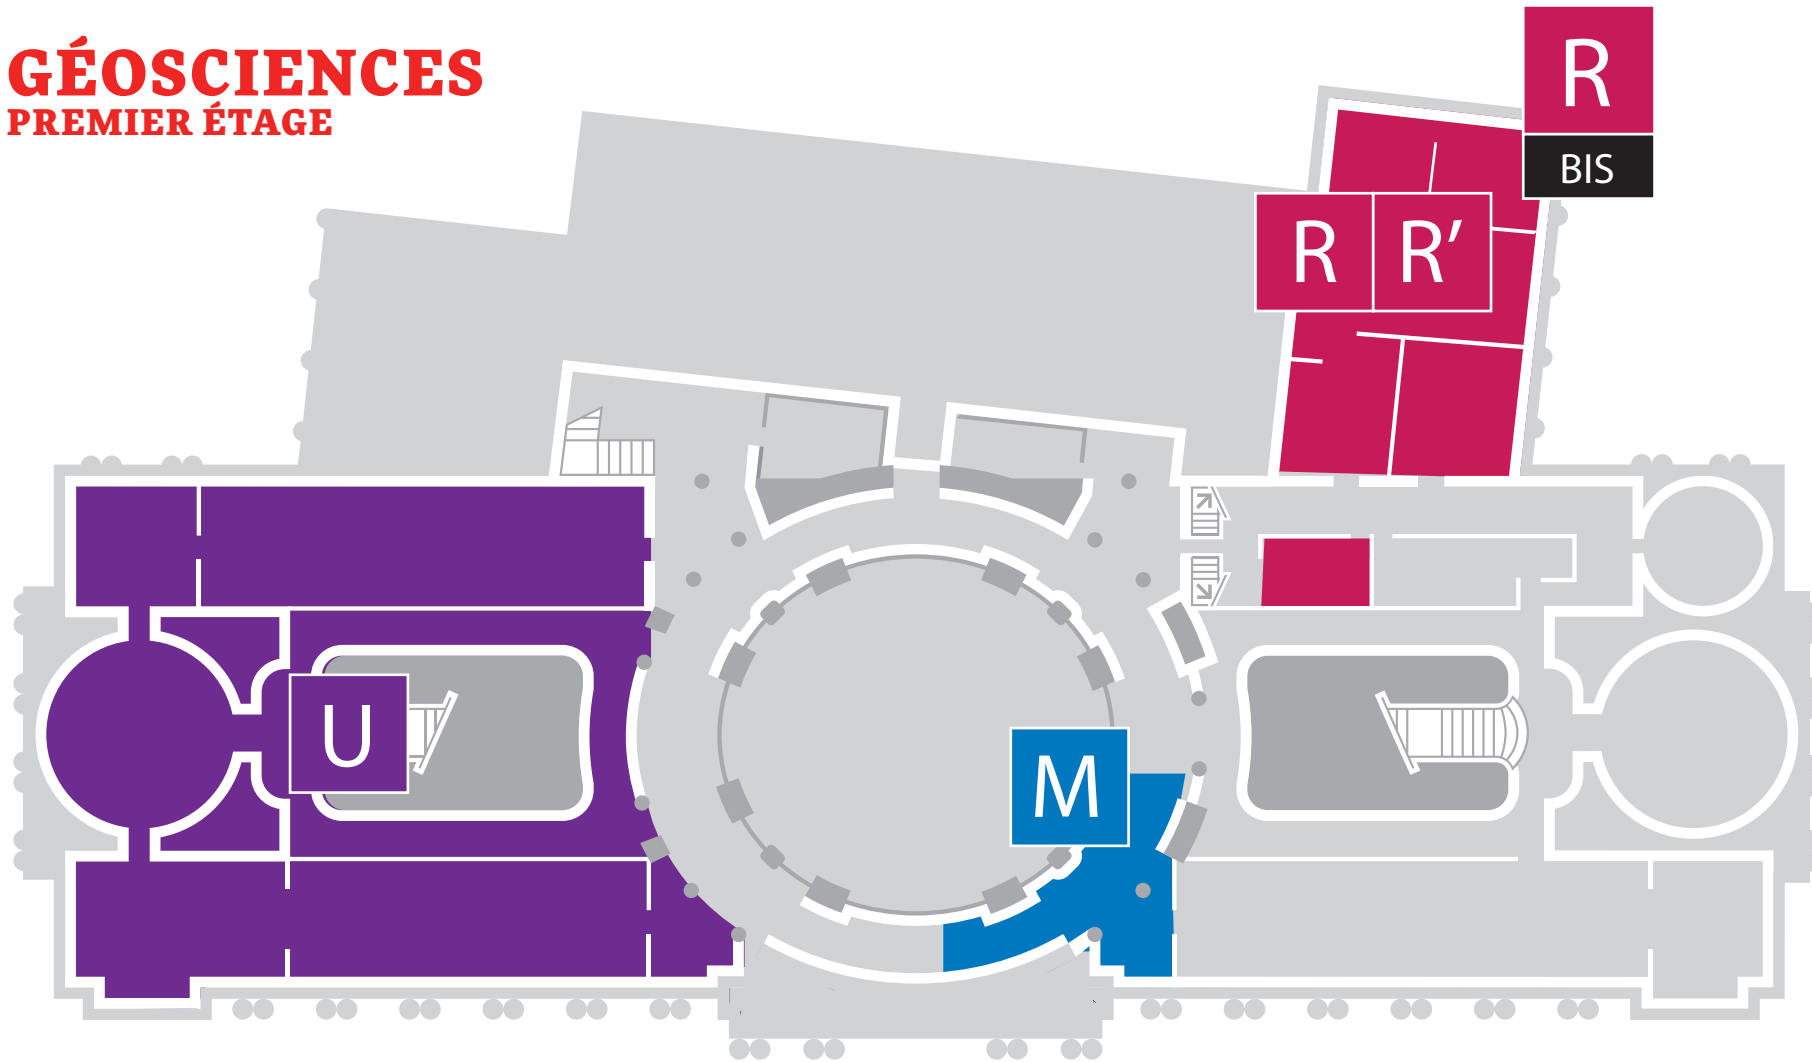 GÉOSCIENCES
PREMIER ÉTAGE
R
BIS
R R’
U
M